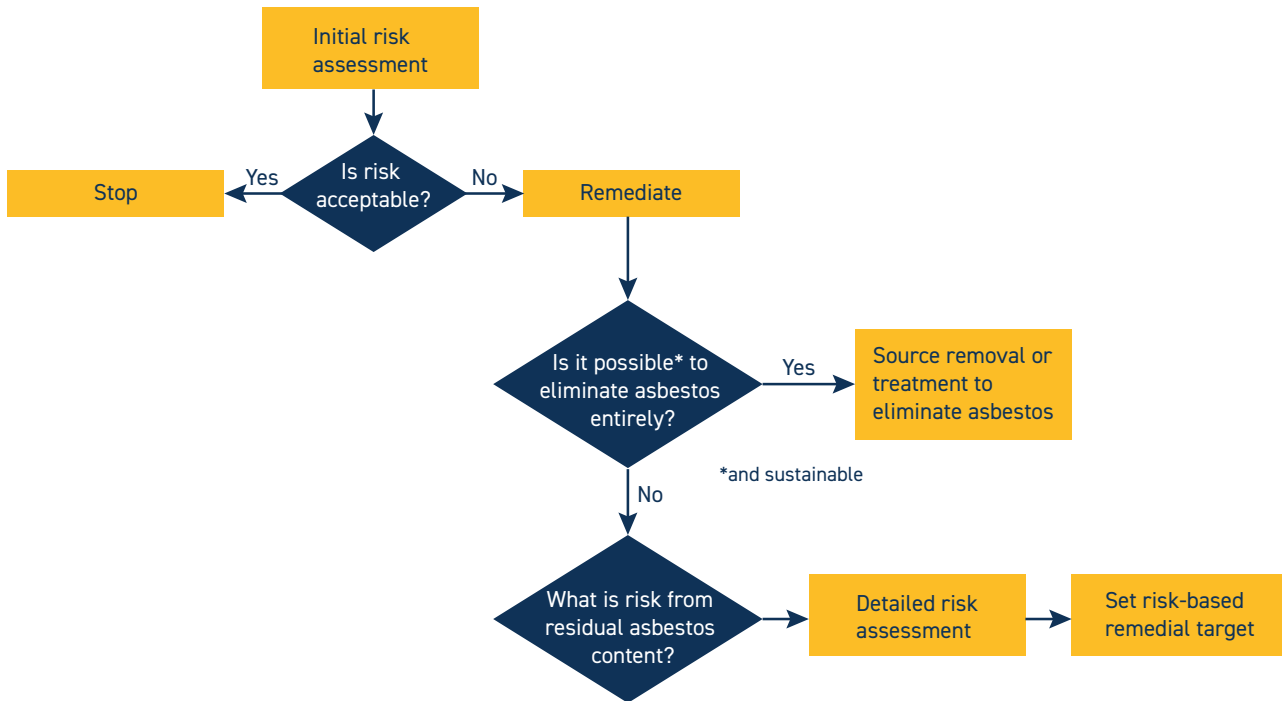 Initial risk
assessment
Is risk
acceptable?
Yes
No
Stop
Remediate
Is it possible* to
eliminate asbestos
entirely?
Yes
Source removal or
treatment to
eliminate asbestos
*and sustainable
No
What is risk from
residual asbestos
content?
Detailed risk
assessment
Set risk-based
remedial target